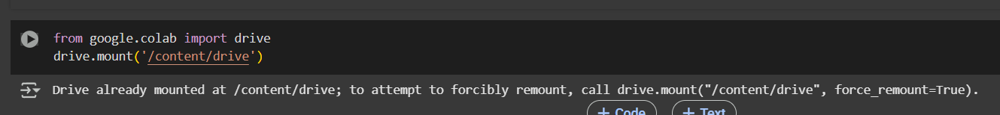 from google.colab import drive
drive.mount('/content/drive')
Drive already mounted at /content/drive; to attempt to forcibly remount, call drive.mount("/content/drive", force_remount=True).
+ Code + Text